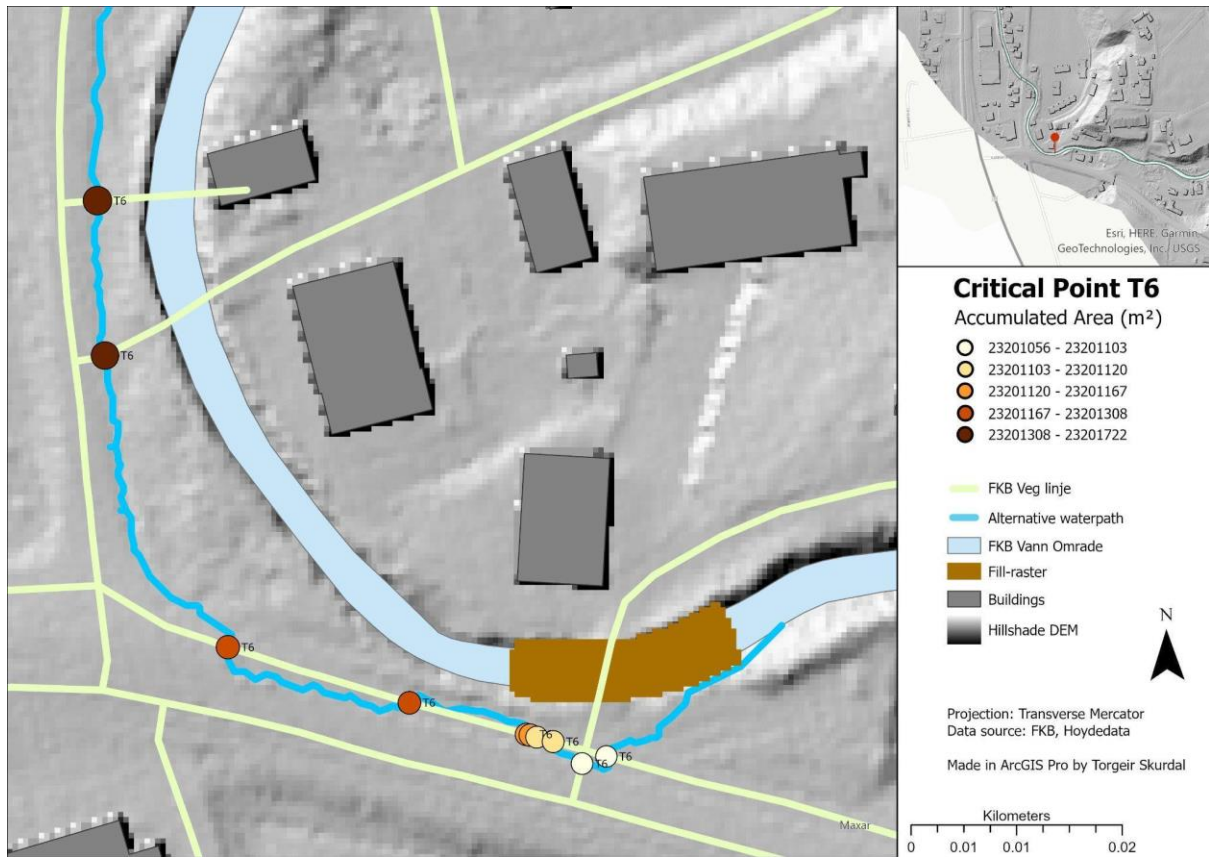 T6
T6
T6
T6
T6
T6
T6
T6
Maxar
Esri, HERE, Garmin,
GeoTechnologies, Inc., USGS
Critical Point T6
Accumulated Area (m²)
23201056 - 23201103
23201103 - 23201120
23201120 - 23201167
23201167 - 23201308
23201308 - 23201722
FKB Veg linje
Alternative waterpath
FKB Vann Omrade
Fill-raster
Buildings
Hillshade DEM
N
Projection: Transverse Mercator
Data source: FKB, Hoydedata
Made in ArcGIS Pro by Torgeir Skurdal
Kilometers
0 0.01 0.01 0.02